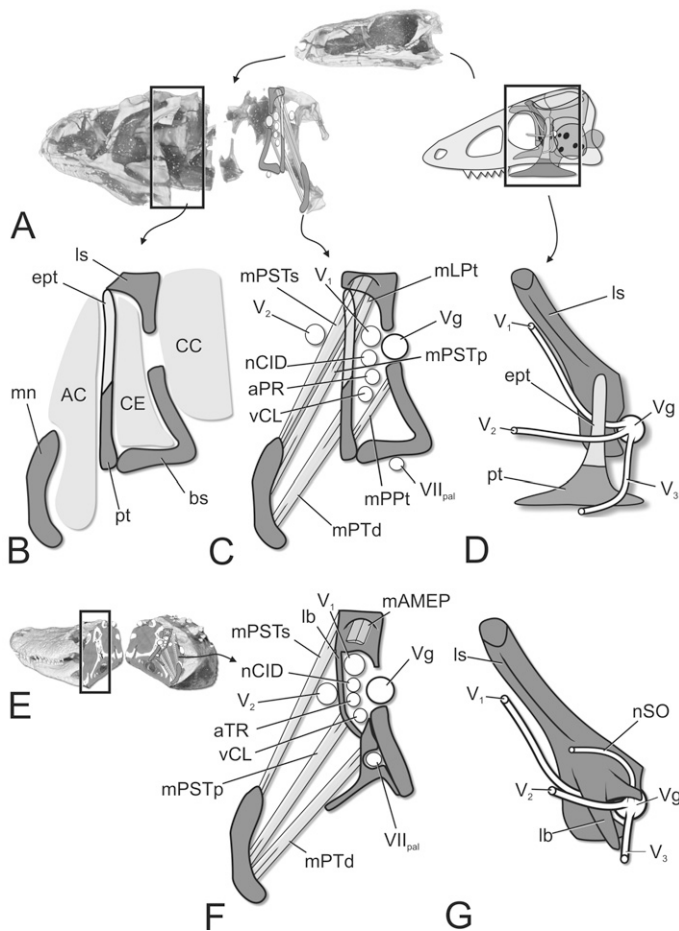 A
ls
ept
CC
AC
CE
mn
bs
pt
B
mPSTs
V1
mLPt
V2
Vg
nCID
mPSTp
aPR
vCL
mPPt
VIIpal
mPTd
C
ls
V1
ept
Vg
V2
pt
V3
D
E
V1
mAMEP
lb
mPSTs
nCID
Vg
V2
aTR
vCL
mPSTp
VIIpal
mPTd
F
ls
V1
nSO
V2
Vg
lb
V3
G